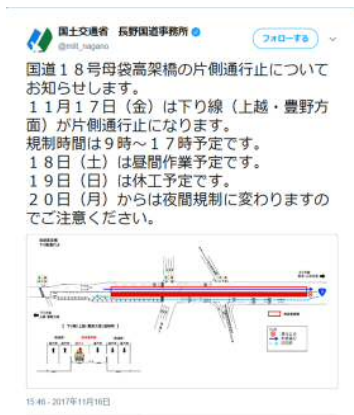 国土交通省 長野国道事務所
@mlit_nagano
フォローする
国道１８号母袋高架橋の片側通行止について
お知らせします。
１１月１７日（金）は下り線（上越・豊野方
面）が片側通行止になります。
規制時間は９時～１７時予定です。
１８日（土）は昼間作業予定です。
１９日（日）は休工予定です。
２０日（月）からは夜間規制に変わりますの
でご注意ください。
15:46 - 2017年11月16日